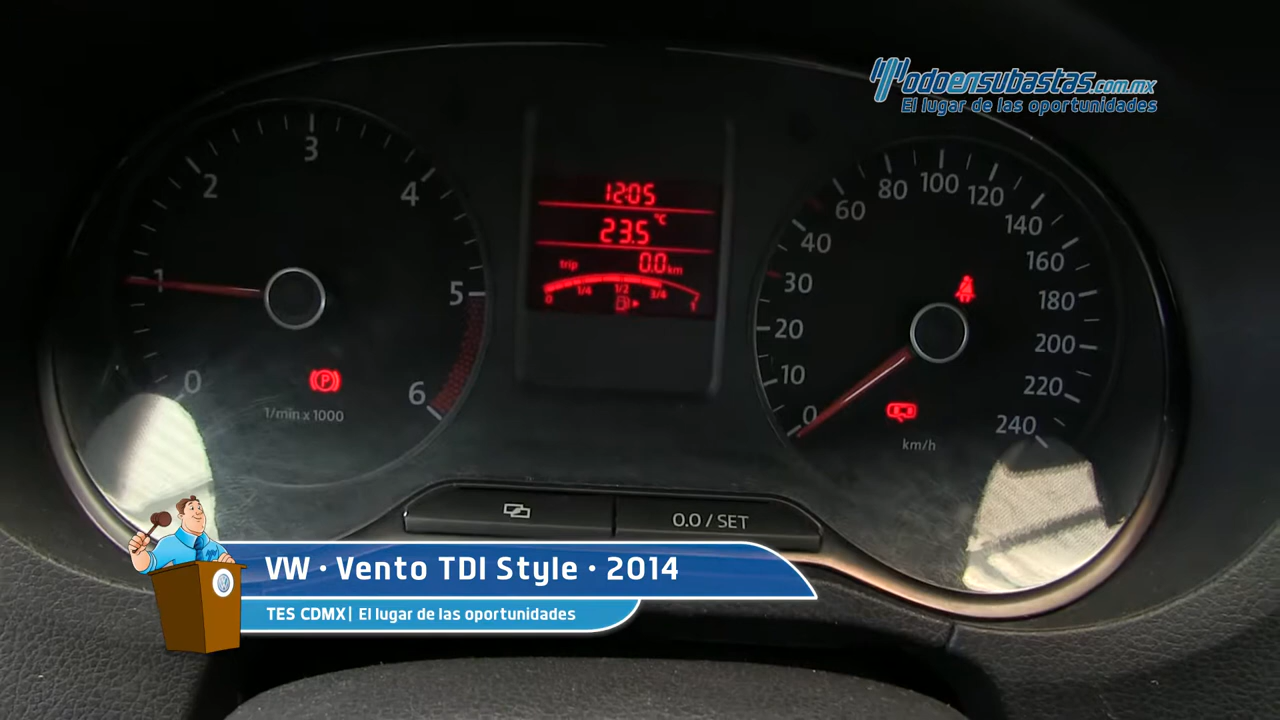 Todoensubastas.com.mx
El lugar de las oportunidades
0
1
2
3
4
5
6
1/min x 1000
12:05
23.5 °C
trip 0.0 km
0 1/4 1/2 3/4 1
0
10
20
30
40
60
80
100
120
140
160
180
200
220
240
km/h
0.0 / SET
VW · Vento TDI Style · 2014
TES CDMX| El lugar de las oportunidades